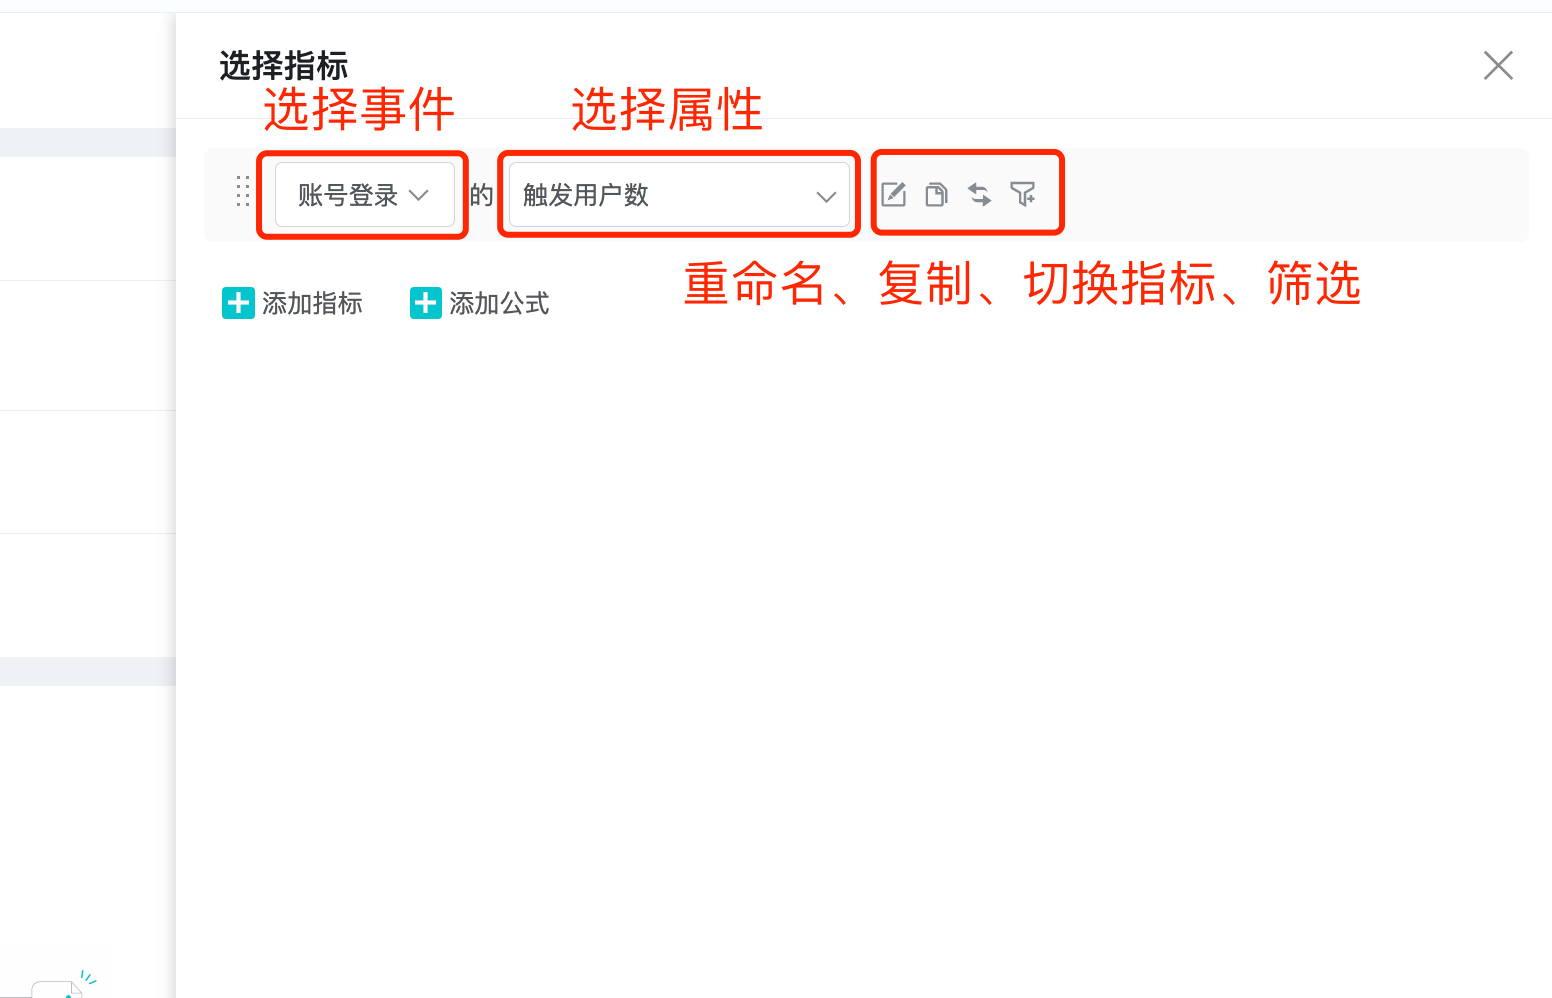 选择指标
选择事件 选择属性
账号登录 的 触发用户数
重命名、复制、切换指标、筛选
添加指标 添加公式